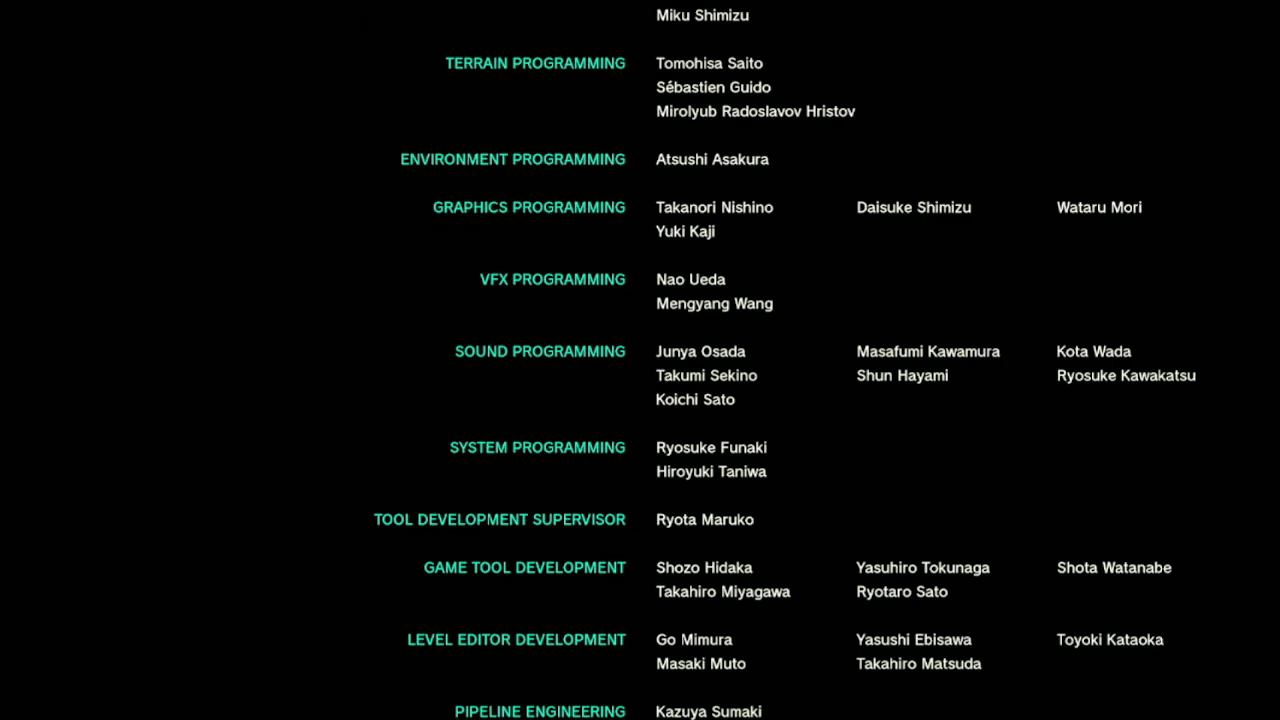 Miku Shimizu
TERRAIN PROGRAMMING Tomohisa Saito
Sébastien Guido
Mirolyub Radoslavov Hristov
ENVIRONMENT PROGRAMMING Atsushi Asakura
GRAPHICS PROGRAMMING Takanori Nishino Daisuke Shimizu Wataru Mori
Yuki Kaji
VFX PROGRAMMING Nao Ueda
Mengyang Wang
SOUND PROGRAMMING Junya Osada Masafumi Kawamura Kota Wada
Takumi Sekino Shun Hayami Ryosuke Kawakatsu
Koichi Sato
SYSTEM PROGRAMMING Ryosuke Funaki
Hiroyuki Taniwa
TOOL DEVELOPMENT SUPERVISOR Ryota Maruko
GAME TOOL DEVELOPMENT Shozo Hidaka Yasuhiro Tokunaga Shota Watanabe
Takahiro Miyagawa Ryotaro Sato
LEVEL EDITOR DEVELOPMENT Go Mimura Yasushi Ebisawa Toyoki Kataoka
Masaki Muto Takahiro Matsuda
PIPELINE ENGINEERING Kazuya Sumaki